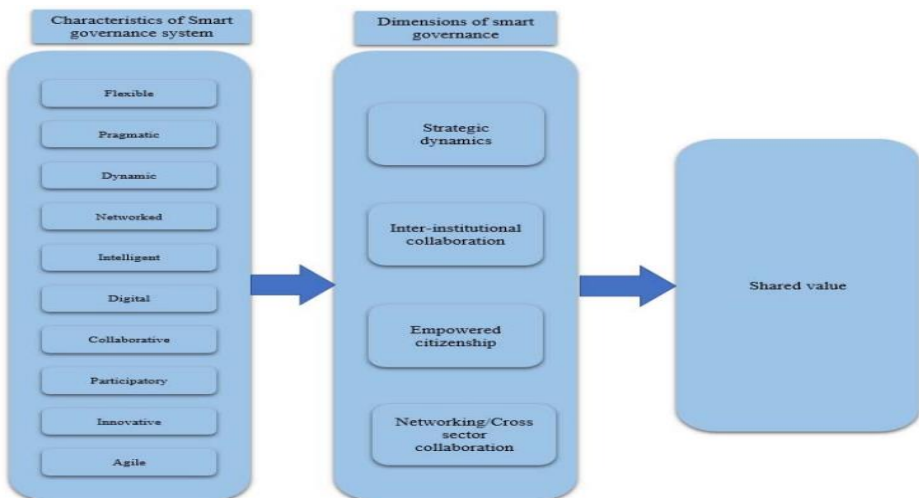 Characteristics of Smart
governance system
Flexible
Pragmatic
Dynamic
Networked
Intelligent
Digital
Collaborative
Participatory
Innovative
Agile
Dimensions of smart
governance
Strategic
dynamics
Inter-institutional
collaboration
Empowered
citizenship
Networking/Cross
sector
collaboration
Shared value